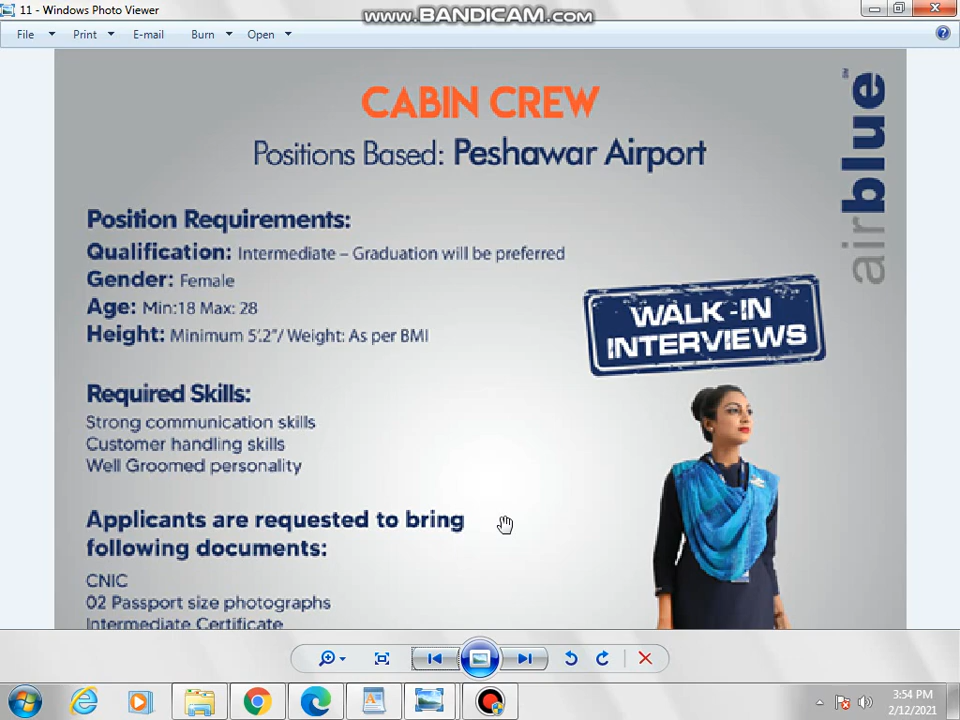 11 - Windows Photo Viewer
www.BANDICAM.com
File Print E-mail Burn Open
CABIN CREW
Positions Based: Peshawar Airport
airblue
SM
Position Requirements:
Qualification: Intermediate – Graduation will be preferred
Gender: Female
Age: Min:18 Max: 28
Height: Minimum 5'.2"/ Weight: As per BMI
WALK-IN
INTERVIEWS
Required Skills:
Strong communication skills
Customer handling skills
Well Groomed personality
Applicants are requested to bring
following documents:
CNIC
02 Passport size photographs
Intermediate Certificate
3:54 PM
2/12/2021